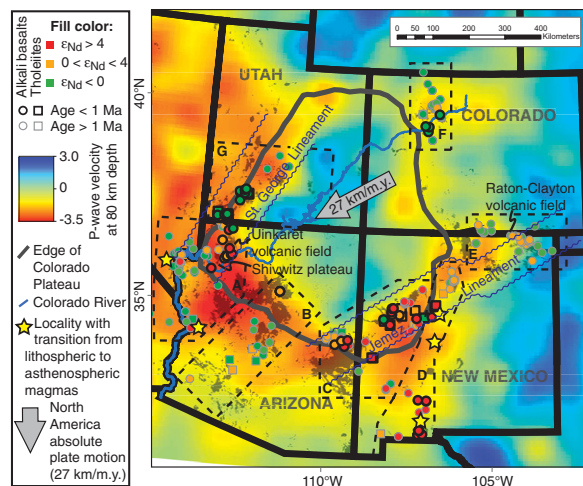 Fill color:
εNd > 4
0 < εNd < 4
εNd < 0
Alkali basalts
Tholeiites
Age < 1 Ma
Age > 1 Ma
3.0
0
-3.5
P-wave velocity
at 80 km depth
Edge of
Colorado
Plateau
Colorado River
Locality with
transition from
lithospheric to
asthenospheric
magmas
North
America
absolute
plate motion
(27 km/m.y.)
0 50 100 200 300 400
Kilometers
UTAH
COLORADO
40°N
F
G
St. George Lineament
27 km/m.y.
Raton-Clayton
volcanic field
Uinkaret
volcanic field
Shivwitz plateau
E
35°N
A
B
Jemez Lineament
C
D
NEW MEXICO
ARIZONA
110°W
105°W